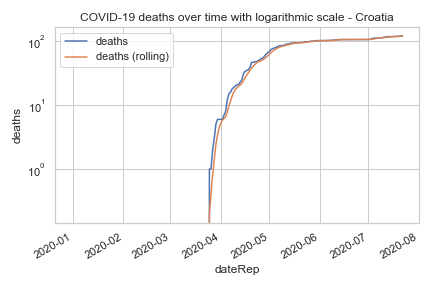 COVID-19 deaths over time with logarithmic scale - Croatia
deaths
deaths (rolling)
10²
10¹
10⁰
deaths
2020-01
2020-02
2020-03
2020-04
2020-05
2020-06
2020-07
2020-08
dateRep